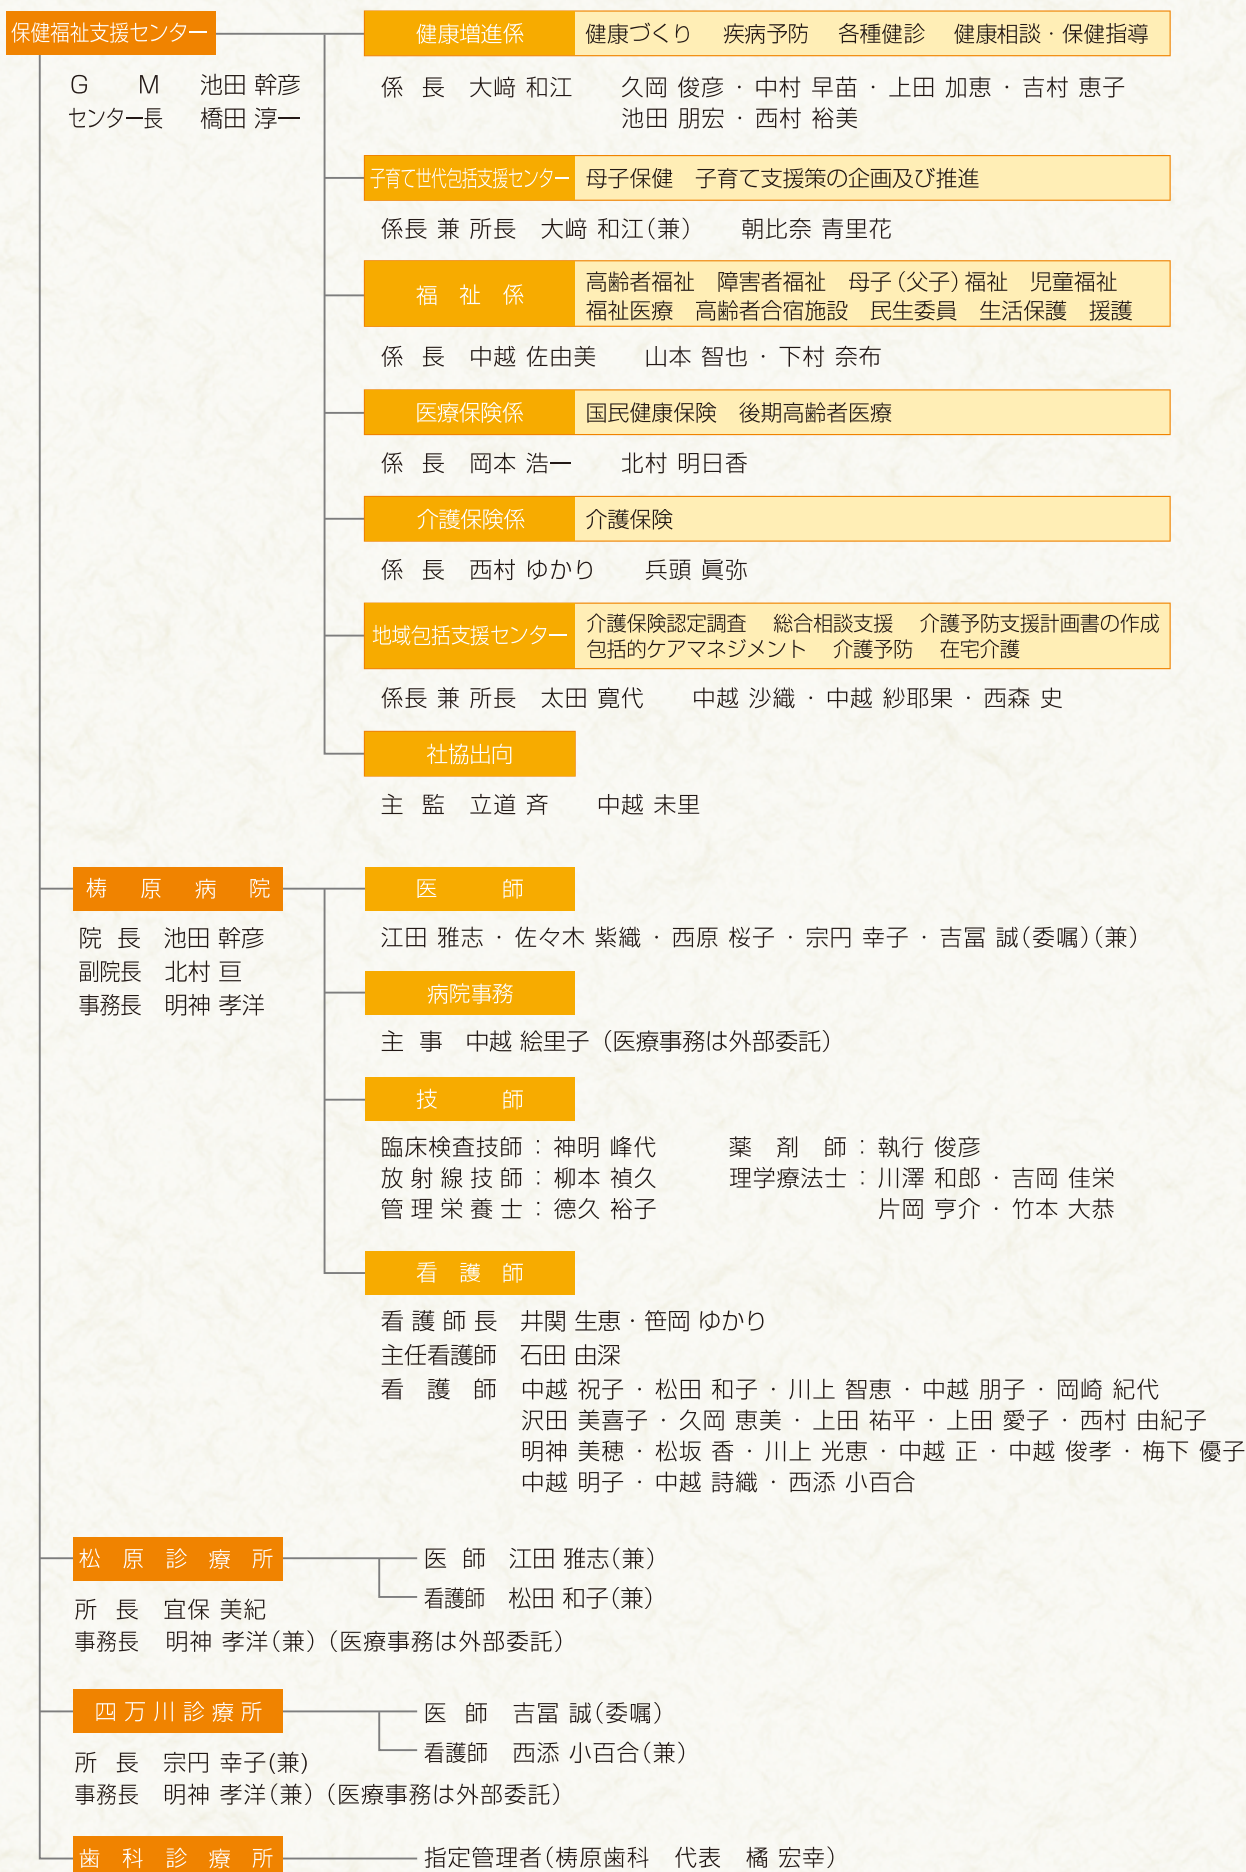 保健福祉支援センター
G M 池田 幹彦
センター長 橋田 淳一
健康増進係 健康づくり 疾病予防 各種健診 健康相談・保健指導
係 長 大﨑 和江 久岡 俊彦・中村 早苗・上田 加恵・吉村 恵子
池田 朋宏・西村 裕美
子育て世代包括支援センター 母子保健 子育て支援策の企画及び推進
係長 兼 所長 大﨑 和江(兼) 朝比奈 青里花
福祉係 高齢者福祉 障害者福祉 母子(父子)福祉 児童福祉
福祉医療 高齢者合宿施設 民生委員 生活保護 援護
係 長 中越 佐由美 山本 智也・下村 奈布
医療保険係 国民健康保険 後期高齢者医療
係 長 岡本 浩一 北村 明日香
介護保険係 介護保険
係 長 西村 ゆかり 兵頭 眞弥
地域包括支援センター 介護保険認定調査 総合相談支援 介護予防支援計画書の作成
包括的ケアマネジメント 介護予防 在宅介護
係長 兼 所長 太田 寛代 中越 沙織・中越 紗耶果・西森 史
社協出向
主 監 立道 斉 中越 未里
梼原病院
院 長 池田 幹彦
副院長 北村 亘
事務長 明神 孝洋
医師
江田 雅志・佐々木 紫織・西原 桜子・宗円 幸子・吉冨 誠(委嘱)(兼)
病院事務
主 事 中越 絵里子(医療事務は外部委託)
技師
臨床検査技師：神明 峰代 薬剤師：執行 俊彦
放射線技師：柳本 禎久 理学療法士：川澤 和郎・吉岡 佳栄
管理栄養士：德久 裕子 片岡 亨介・竹本 大恭
看護師
看護師長 井関 生恵・笹岡 ゆかり
主任看護師 石田 由深
看護師 中越 祝子・松田 和子・川上 智恵・中越 朋子・岡崎 紀代
沢田 美喜子・久岡 恵美・上田 祐平・上田 愛子・西村 由紀子
明神 美穂・松坂 香・川上 光恵・中越 正・中越 俊孝・梅下 優子
中越 明子・中越 詩織・西添 小百合
松原診療所
所 長 宜保 美紀
事務長 明神 孝洋(兼)(医療事務は外部委託)
医 師 江田 雅志(兼)
看護師 松田 和子(兼)
四万川診療所
所 長 宗円 幸子(兼)
事務長 明神 孝洋(兼)(医療事務は外部委託)
医 師 吉冨 誠(委嘱)
看護師 西添 小百合(兼)
歯科診療所 指定管理者(梼原歯科 代表 橘 宏幸)